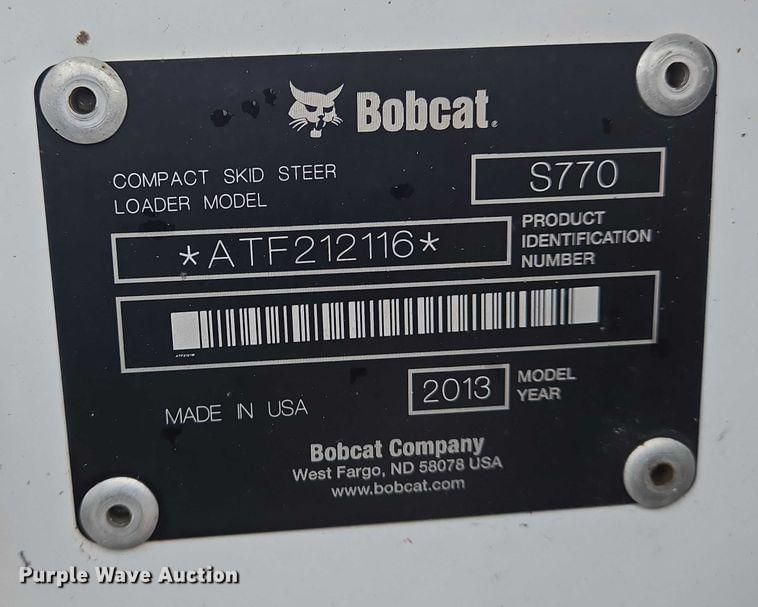 Bobcat.
COMPACT SKID STEER
LOADER MODEL
S770
*ATF212116*
PRODUCT
IDENTIFICATION
NUMBER
MADE IN USA
2013
MODEL
YEAR
Bobcat Company
West Fargo, ND 58078 USA
www.bobcat.com
Purple Wave Auction